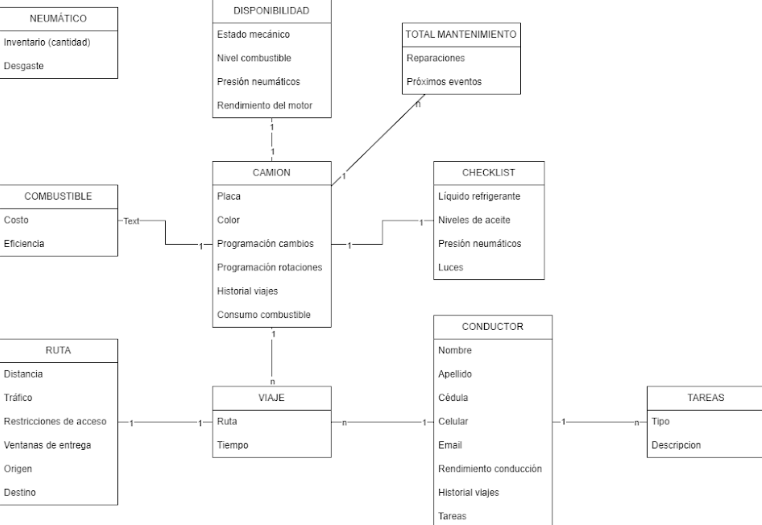 NEUMÁTICO
Inventario (cantidad)
Desgaste
DISPONIBILIDAD
Estado mecánico
Nivel combustible
Presión neumáticos
Rendimiento del motor
TOTAL MANTENIMIENTO
Reparaciones
Próximos eventos
1
1
n
1
COMBUSTIBLE
Costo
Eficiencia
Text
1
CAMION
Placa
Color
Programación cambios
Programación rotaciones
Historial viajes
Consumo combustible
1
1
CHECKLIST
Líquido refrigerante
Niveles de aceite
Presión neumáticos
Luces
1
n
RUTA
Distancia
Tráfico
Restricciones de acceso
Ventanas de entrega
Origen
Destino
1
1
VIAJE
Ruta
Tiempo
n
1
CONDUCTOR
Nombre
Apellido
Cédula
Celular
Email
Rendimiento conducción
Historial viajes
Tareas
1
n
TAREAS
Tipo
Descripcion